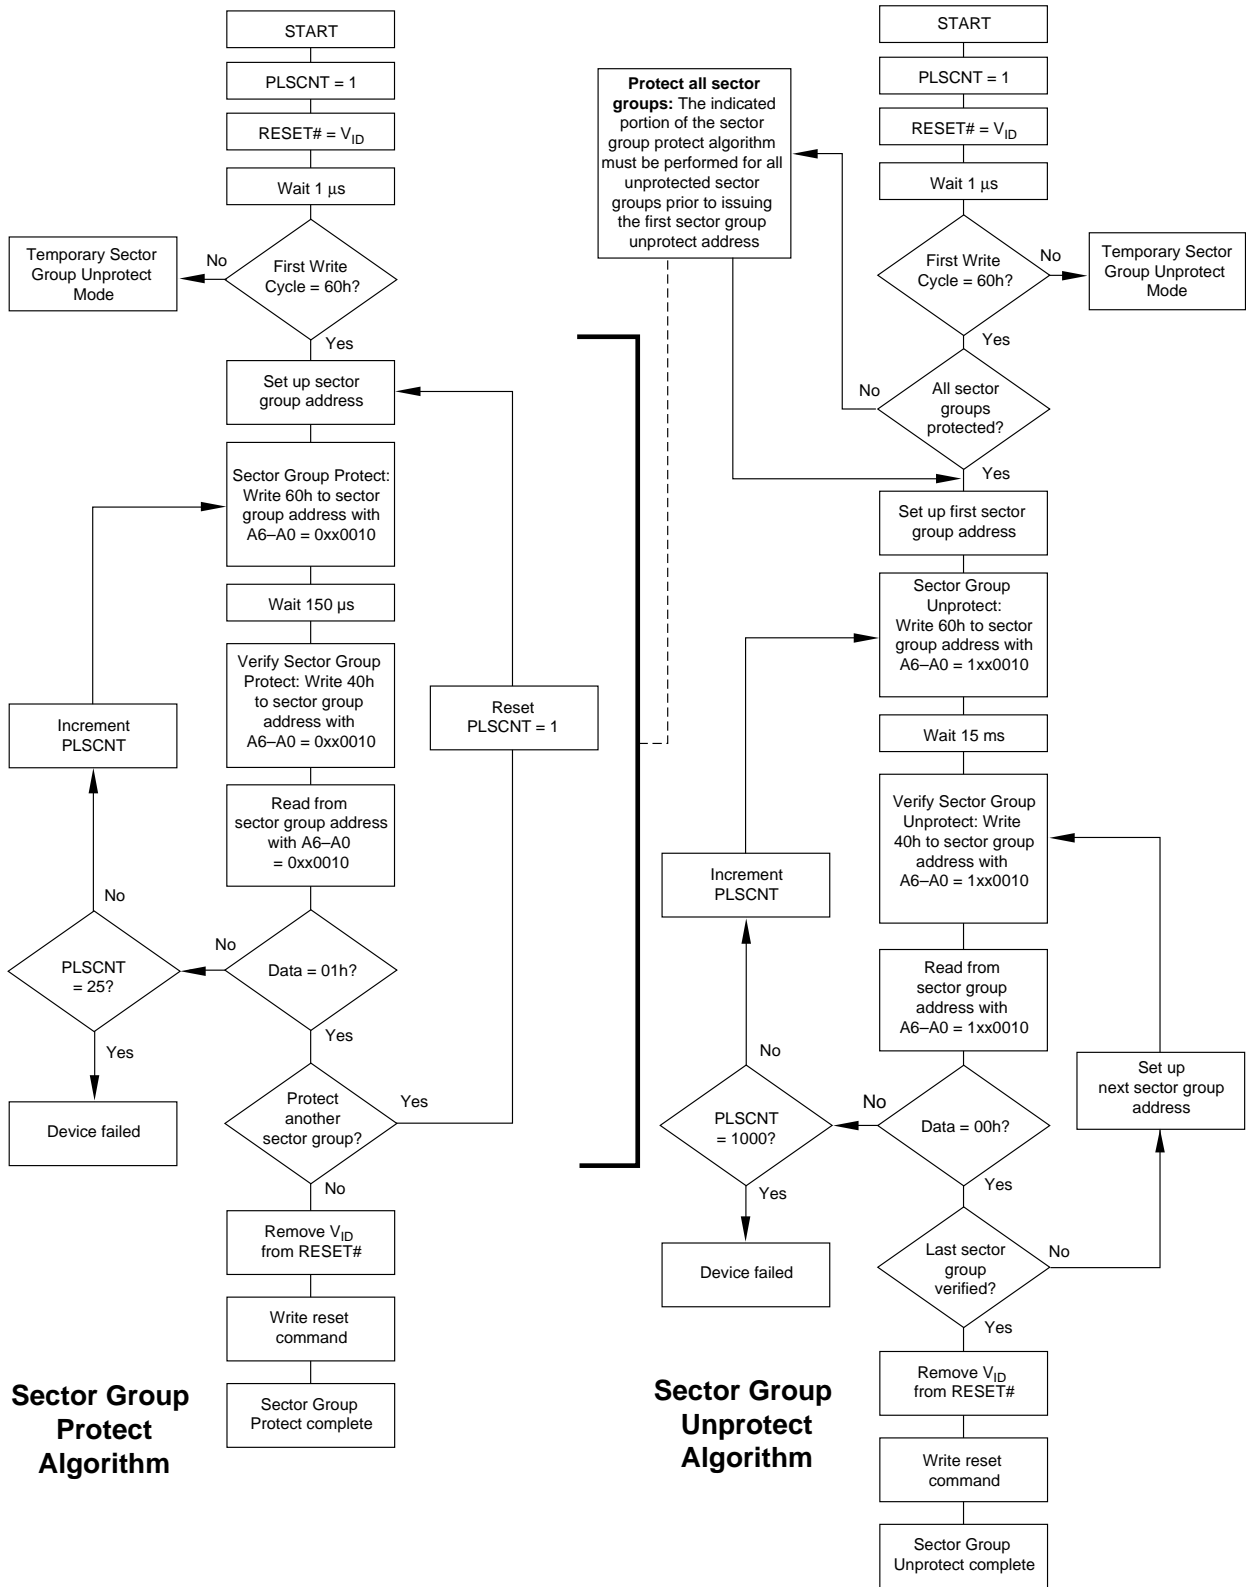 START
PLSCNT = 1
RESET# = VID
Wait 1 μs
First Write
Cycle = 60h?
No
Temporary Sector
Group Unprotect
Mode
Yes
Set up sector
group address
Sector Group Protect:
Write 60h to sector
group address with
A6–A0 = 0xx0010
Wait 150 µs
Verify Sector Group
Protect: Write 40h
to sector group
address with
A6–A0 = 0xx0010
Reset
PLSCNT = 1
Increment
PLSCNT
Read from
sector group address
with A6–A0
= 0xx0010
No
No
Data = 01h?
PLSCNT
= 25?
Yes
Yes
Device failed
Protect
another
sector group?
Yes
No
Remove VID
from RESET#
Write reset
command
Sector Group
Protect complete
Sector Group
Protect
Algorithm
Protect all sector
groups: The indicated
portion of the sector
group protect algorithm
must be performed for all
unprotected sector
groups prior to issuing
the first sector group
unprotect address
START
PLSCNT = 1
RESET# = VID
Wait 1 μs
First Write
Cycle = 60h?
No
Temporary Sector
Group Unprotect
Mode
Yes
No
All sector
groups
protected?
Yes
Set up first sector
group address
Sector Group
Unprotect:
Write 60h to sector
group address with
A6–A0 = 1xx0010
Wait 15 ms
Verify Sector Group
Unprotect: Write
40h to sector group
address with
A6–A0 = 1xx0010
Increment
PLSCNT
Read from
sector group
address with
A6–A0 = 1xx0010
No
No
Data = 00h?
PLSCNT
= 1000?
Yes
Yes
Device failed
Set up
next sector group
address
Last sector
group
verified?
No
Yes
Remove VID
from RESET#
Write reset
command
Sector Group
Unprotect complete
Sector Group
Unprotect
Algorithm